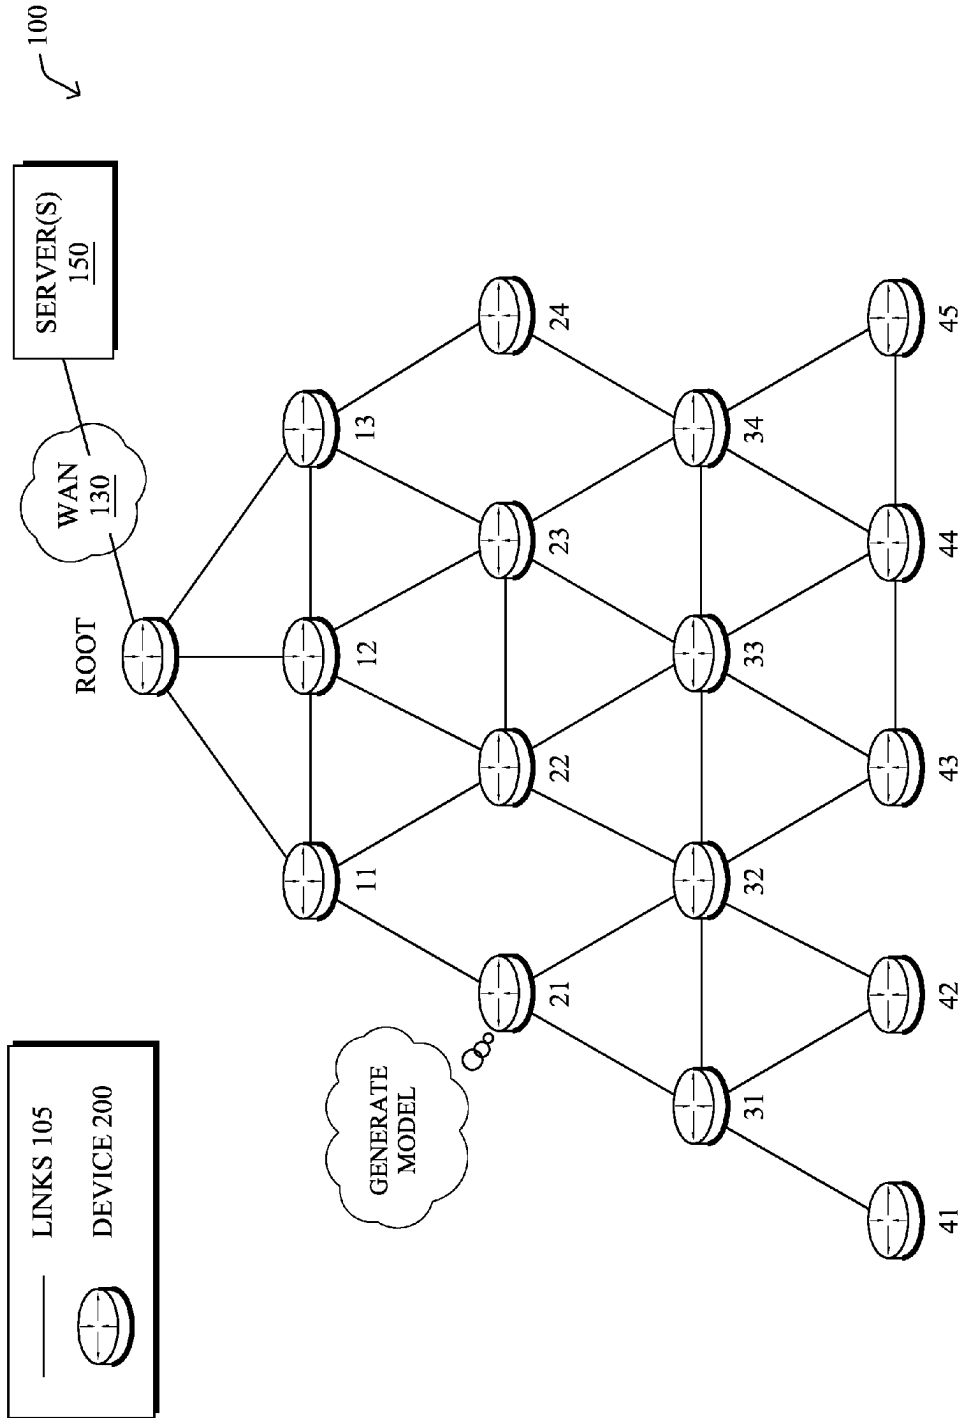 100
SERVER(S)
150
WAN
130
ROOT
11
12
13
21
22
23
24
31
32
33
34
41
42
43
44
45
GENERATE
MODEL
LINKS 105
DEVICE 200